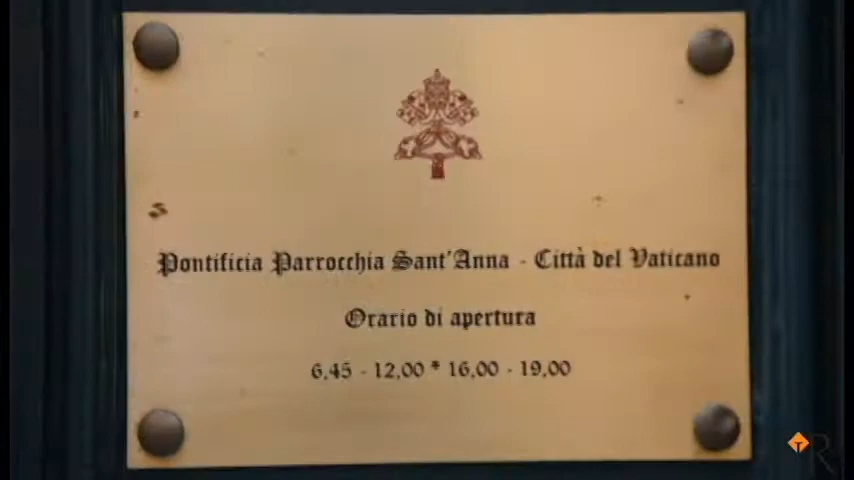 Pontificia Parrocchia Sant'Anna - Città del Vaticano
Orario di apertura
6,45 - 12,00 * 16,00 - 19,00